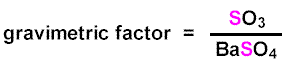 gravimetric factor = SO₃
BaSO₄